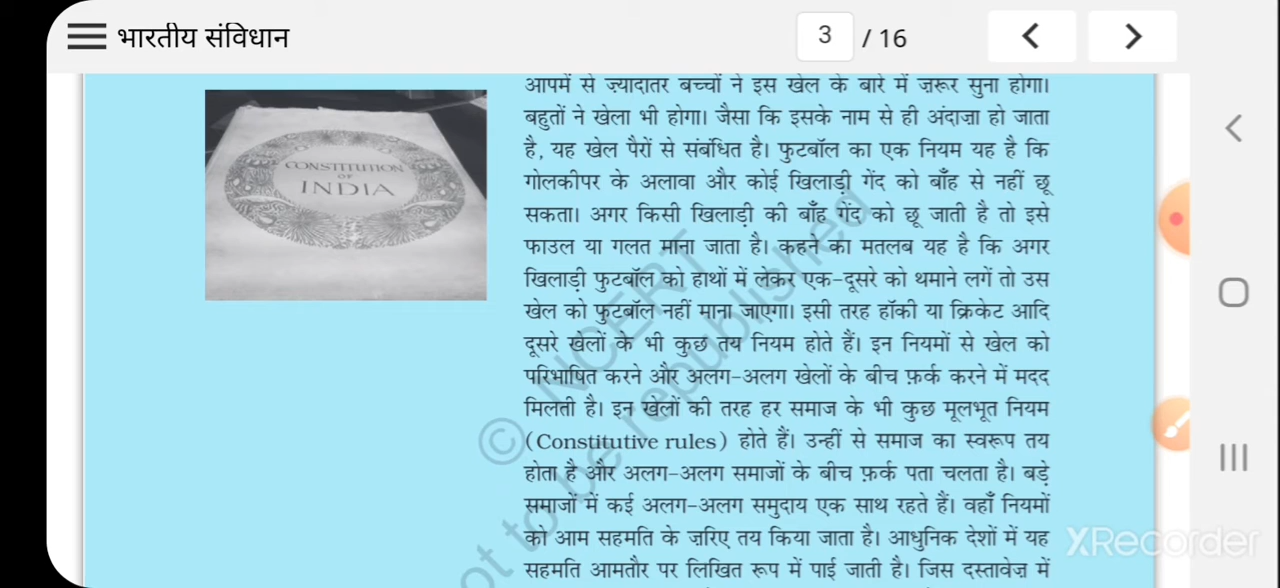 भारतीय संविधान
3 / 16
CONSTITUTION
OF
INDIA
आपमें से ज़्यादातर बच्चों ने इस खेल के बारे में ज़रूर सुना होगा।
बहुतों ने खेला भी होगा। जैसा कि इसके नाम से ही अंदाज़ा हो जाता
है, यह खेल पैरों से संबंधित है। फुटबॉल का एक नियम यह है कि
गोलकीपर के अलावा और कोई खिलाड़ी गेंद को बाँह से नहीं छू
सकता। अगर किसी खिलाड़ी की बाँह गेंद को छू जाती है तो इसे
फाउल या गलत माना जाता है। कहने का मतलब यह है कि अगर
खिलाड़ी फुटबॉल को हाथों में लेकर एक-दूसरे को थमाने लगें तो उस
खेल को फुटबॉल नहीं माना जाएगा। इसी तरह हॉकी या क्रिकेट आदि
दूसरे खेलों के भी कुछ तय नियम होते हैं। इन नियमों से खेल को
परिभाषित करने और अलग-अलग खेलों के बीच फ़र्क करने में मदद
मिलती है। इन खेलों की तरह हर समाज के भी कुछ मूलभूत नियम
(Constitutive rules) होते हैं। उन्हीं से समाज का स्वरूप तय
होता है और अलग-अलग समाजों के बीच फ़र्क पता चलता है। बड़े
समाजों में कई अलग-अलग समुदाय एक साथ रहते हैं। वहाँ नियमों
को आम सहमति के ज़रिए तय किया जाता है। आधुनिक देशों में यह
सहमति आमतौर पर लिखित रूप में पाई जाती है। जिस दस्तावेज़ में
© NCERT
not to be republished
XRecorder